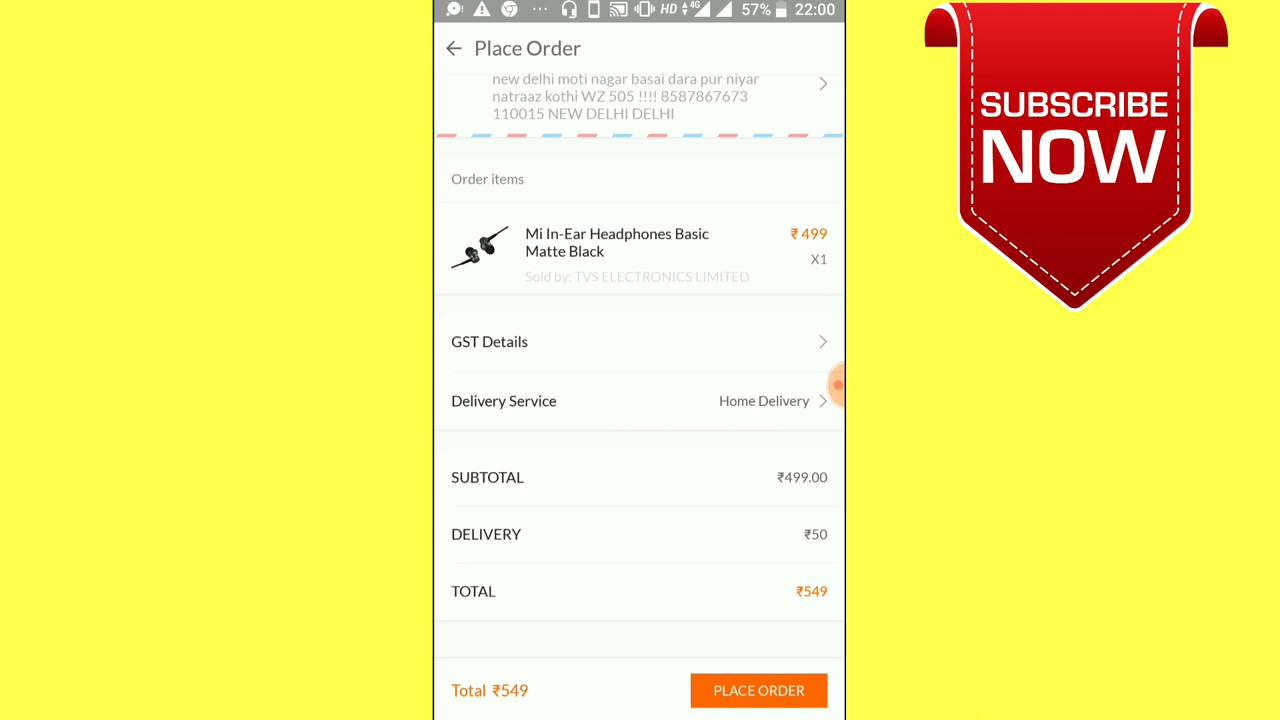 HD 4G 57% 22:00
Place Order
new delhi moti nagar basai dara pur niyar
natraaz kothi WZ 505 !!!! 8587867673
110015 NEW DELHI DELHI
Order items
Mi In-Ear Headphones Basic ₹ 499
Matte Black
X1
Sold by: TVS ELECTRONICS LIMITED
GST Details
Delivery Service Home Delivery
SUBTOTAL ₹499.00
DELIVERY ₹50
TOTAL ₹549
Total ₹549 PLACE ORDER
SUBSCRIBE
NOW